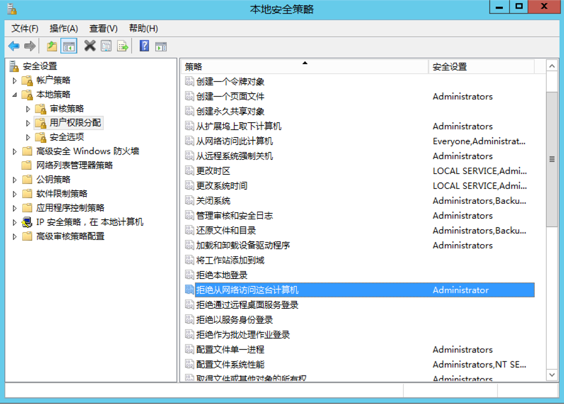 本地安全策略
文件(F) 操作(A) 查看(V) 帮助(H)
安全设置
帐户策略
本地策略
审核策略
用户权限分配
安全选项
高级安全 Windows 防火墙
网络列表管理器策略
公钥策略
软件限制策略
应用程序控制策略
IP 安全策略，在 本地计算机
高级审核策略配置
策略 安全设置
创建一个令牌对象
创建一个页面文件 Administrators
创建永久共享对象
从扩展坞上取下计算机 Administrators
从网络访问此计算机 Everyone,Administrat...
从远程系统强制关机 Administrators
更改时区 LOCAL SERVICE,Admi...
更改系统时间 LOCAL SERVICE,Admi...
关闭系统 Administrators,Backu...
管理审核和安全日志 Administrators
还原文件和目录 Administrators,Backu...
加载和卸载设备驱动程序 Administrators
将工作站添加到域
拒绝本地登录
拒绝从网络访问这台计算机 Administrator
拒绝通过远程桌面服务登录
拒绝以服务身份登录
拒绝作为批处理作业登录
配置文件单一进程 Administrators
配置文件系统性能 Administrators,NT SE...
取得文件或其他对象的所有权 Administrators